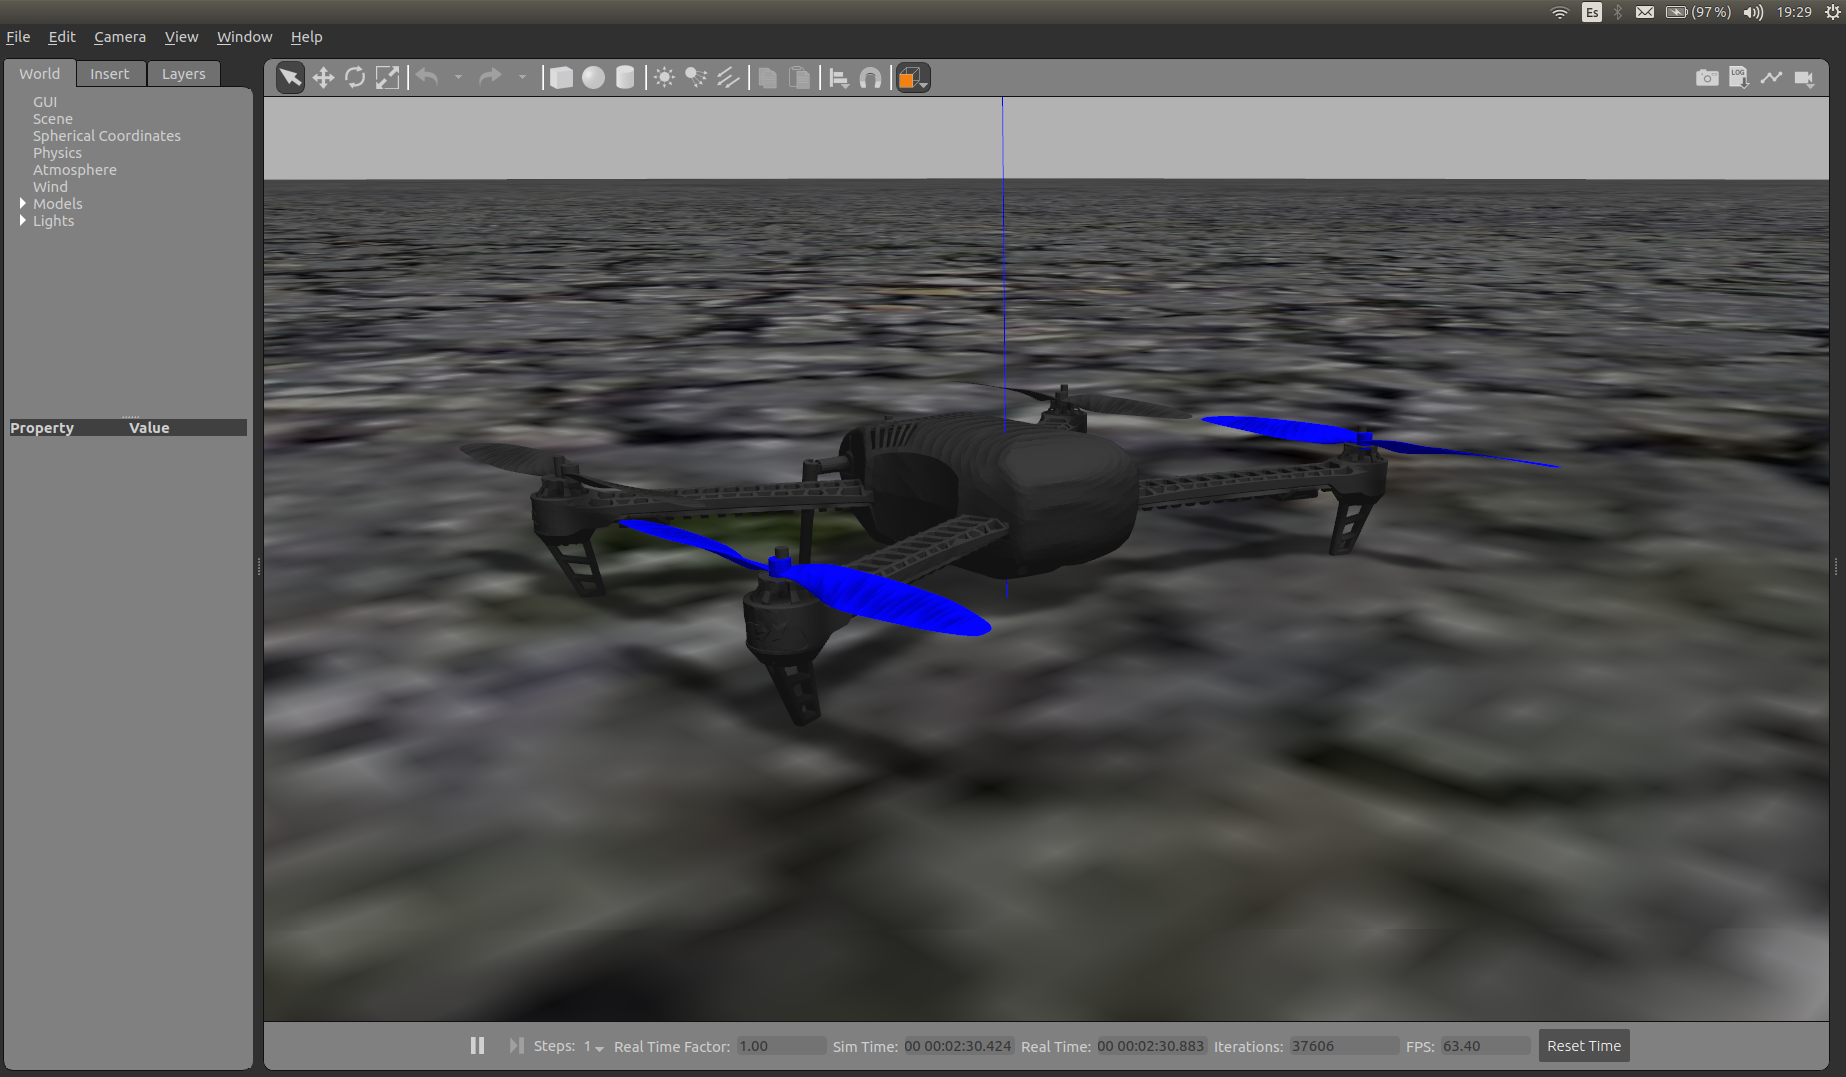 Es (97%) 19:29
File Edit Camera View Window Help
World Insert Layers
LOG
GUI
Scene
Spherical Coordinates
Physics
Atmosphere
Wind
Models
Lights
Property Value
Steps: 1 Real Time Factor: 1.00 Sim Time: 00 00:02:30.424 Real Time: 00 00:02:30.883 Iterations: 37606 FPS: 63.40 Reset Time